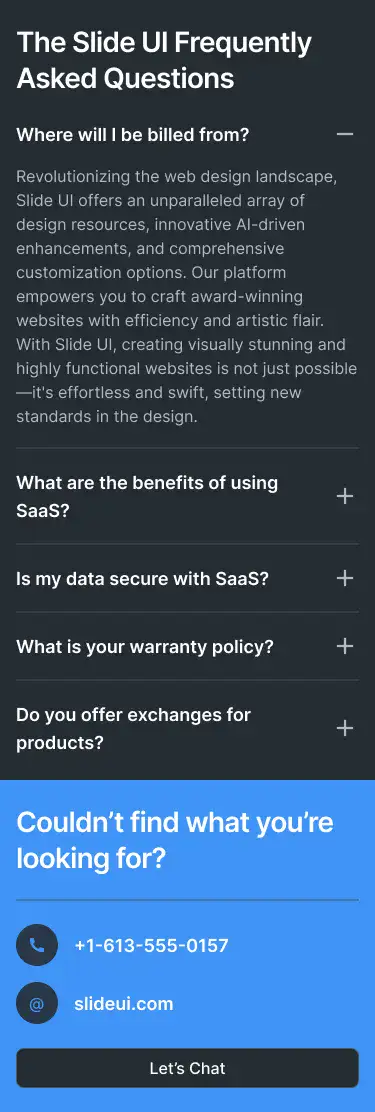 The Slide UI Frequently
Asked Questions
Where will I be billed from?
Revolutionizing the web design landscape,
Slide UI offers an unparalleled array of
design resources, innovative AI-driven
enhancements, and comprehensive
customization options. Our platform
empowers you to craft award-winning
websites with efficiency and artistic flair.
With Slide UI, creating visually stunning and
highly functional websites is not just possible
—it's effortless and swift, setting new
standards in the design.
What are the benefits of using
SaaS?
Is my data secure with SaaS?
What is your warranty policy?
Do you offer exchanges for
products?
Couldn’t find what you’re
looking for?
+1-613-555-0157
@ slideui.com
Let’s Chat